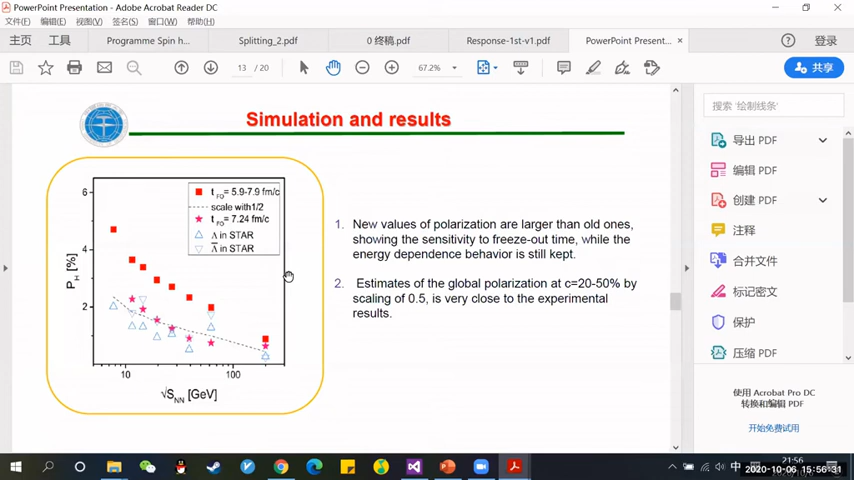 PowerPoint Presentation - Adobe Acrobat Reader DC
文件(F) 编辑(E) 视图(V) 签名(S) 窗口(W) 帮助(H)
主页 工具 Programme Spin h... Splitting_2.pdf 0 终稿.pdf Response-1st-v1.pdf PowerPoint Present... × 登录
13 / 20 67.2% 共享
Simulation and results
搜索 '绘制线条'
导出 PDF
编辑 PDF
创建 PDF
注释
合并文件
标记密文
保护
压缩 PDF
使用 Acrobat Pro DC
转换和编辑 PDF
开始免费试用
t FO = 5.9-7.9 fm/c
scale with1/2
t FO = 7.24 fm/c
Λ in STAR
Λ̅ in STAR
P H [%]
6
4
2
10 100
√S NN [GeV]
1. New values of polarization are larger than old ones,
showing the sensitivity to freeze-out time, while the
energy dependence behavior is still kept.
2. Estimates of the global polarization at c=20-50% by
scaling of 0.5, is very close to the experimental
results.
中
21:56
2020-10-06 15:56:31